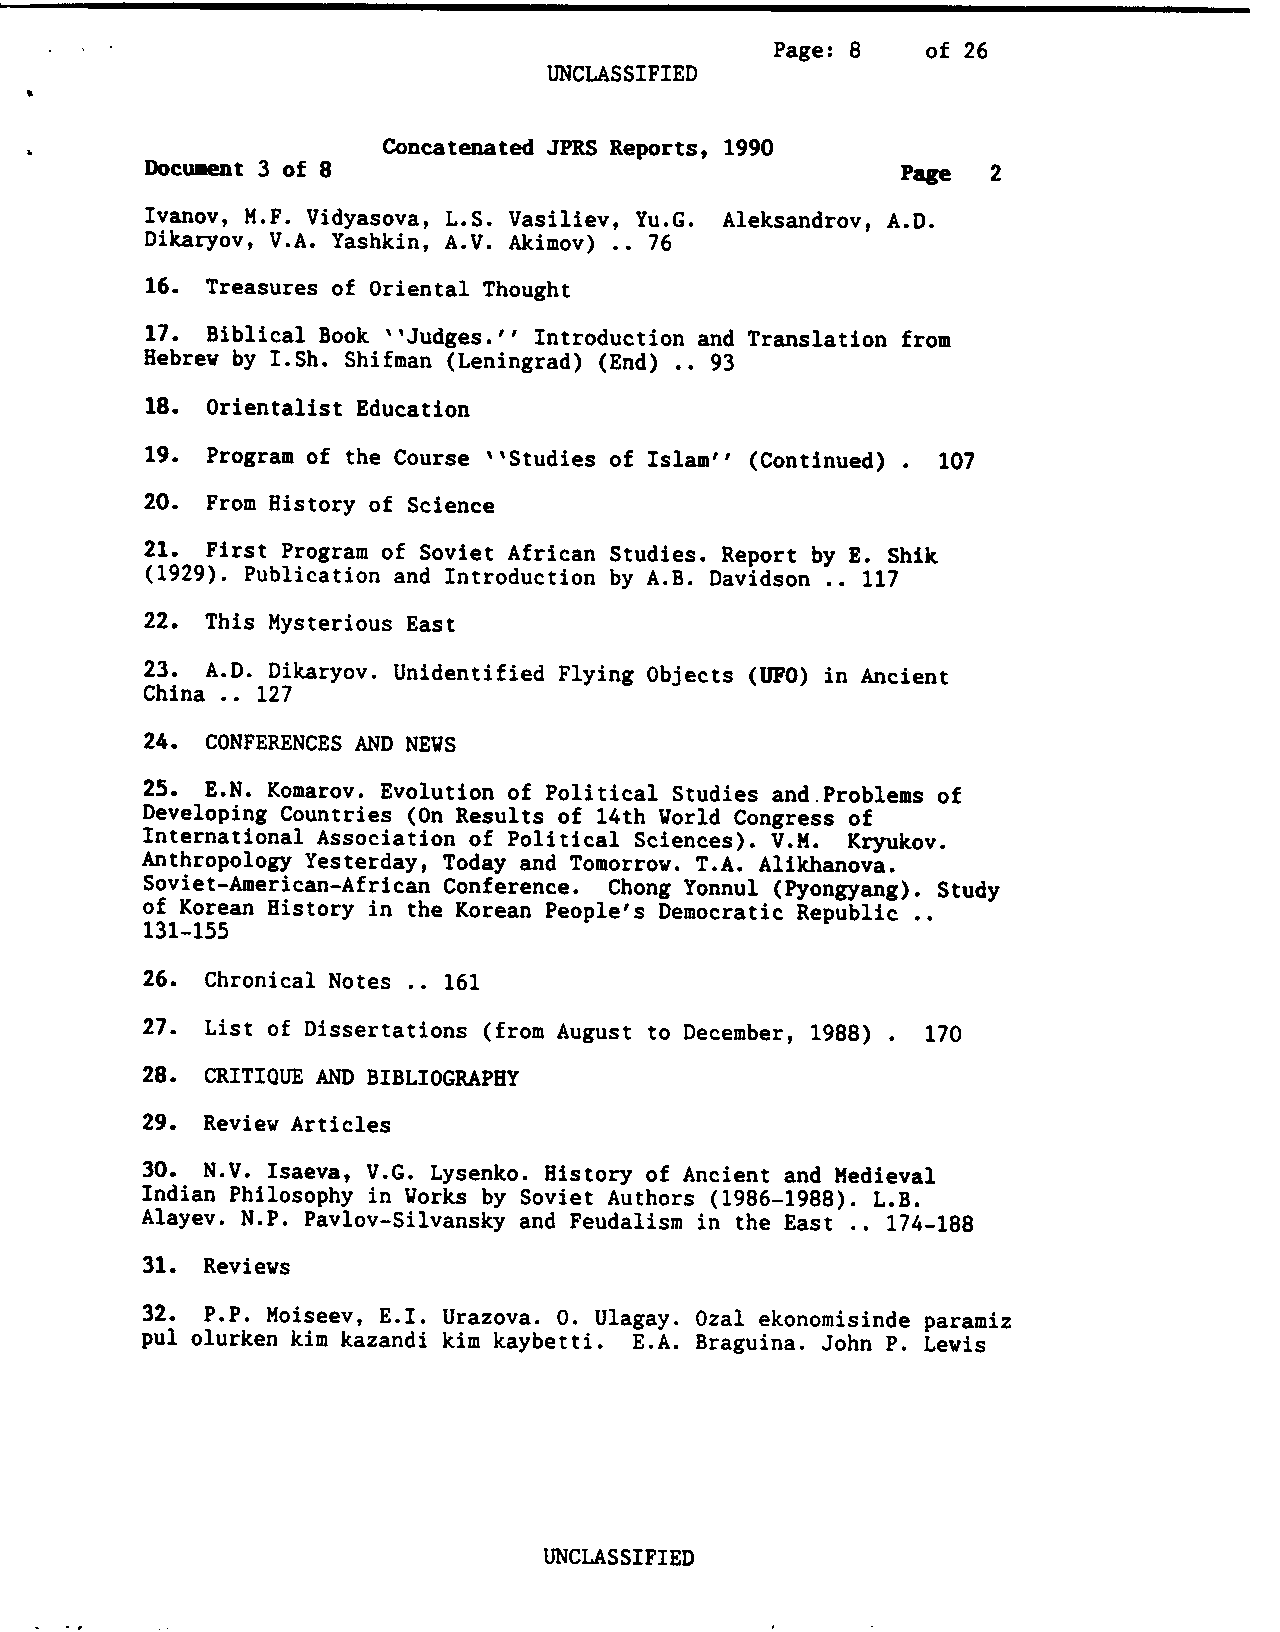 Page: 8 of 26
UNCLASSIFIED
Concatenated JPRS Reports, 1990
Document 3 of 8 Page 2
Ivanov, M.F. Vidyasova, L.S. Vasiliev, Yu.G. Aleksandrov, A.D.
Dikaryov, V.A. Yashkin, A.V. Akimov) .. 76
16. Treasures of Oriental Thought
17. Biblical Book ``Judges.'' Introduction and Translation from
Hebrew by I.Sh. Shifman (Leningrad) (End) .. 93
18. Orientalist Education
19. Program of the Course ``Studies of Islam'' (Continued) . 107
20. From History of Science
21. First Program of Soviet African Studies. Report by E. Shik
(1929). Publication and Introduction by A.B. Davidson .. 117
22. This Mysterious East
23. A.D. Dikaryov. Unidentified Flying Objects (UFO) in Ancient
China .. 127
24. CONFERENCES AND NEWS
25. E.N. Komarov. Evolution of Political Studies and Problems of
Developing Countries (On Results of 14th World Congress of
International Association of Political Sciences). V.M. Kryukov.
Anthropology Yesterday, Today and Tomorrow. T.A. Alikhanova.
Soviet-American-African Conference. Chong Yonnul (Pyongyang). Study
of Korean History in the Korean People's Democratic Republic ..
131-155
26. Chronical Notes .. 161
27. List of Dissertations (from August to December, 1988) . 170
28. CRITIQUE AND BIBLIOGRAPHY
29. Review Articles
30. N.V. Isaeva, V.G. Lysenko. History of Ancient and Medieval
Indian Philosophy in Works by Soviet Authors (1986-1988). L.B.
Alayev. N.P. Pavlov-Silvansky and Feudalism in the East .. 174-188
31. Reviews
32. P.P. Moiseev, E.I. Urazova. O. Ulagay. Ozal ekonomisinde paramiz
pul olurken kim kazandi kim kaybetti. E.A. Braguina. John P. Lewis
UNCLASSIFIED